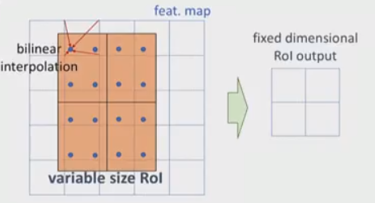 feat. map
bilinear
interpolation
fixed dimensional
RoI output
variable size RoI